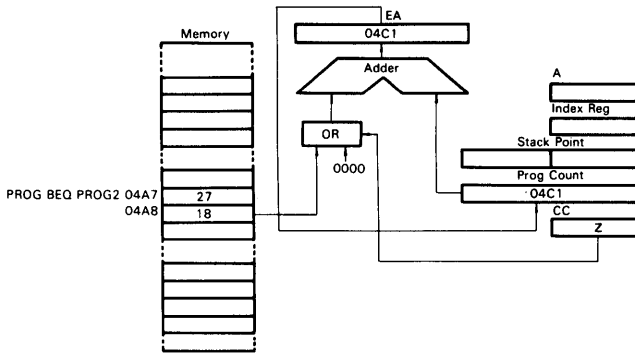 Memory
EA
04C1
Adder
A
Index Reg
OR
Stack Point
0000
Prog Count
PROG BEQ PROG2 04A7 27
04C1
04A8 18
CC
Z